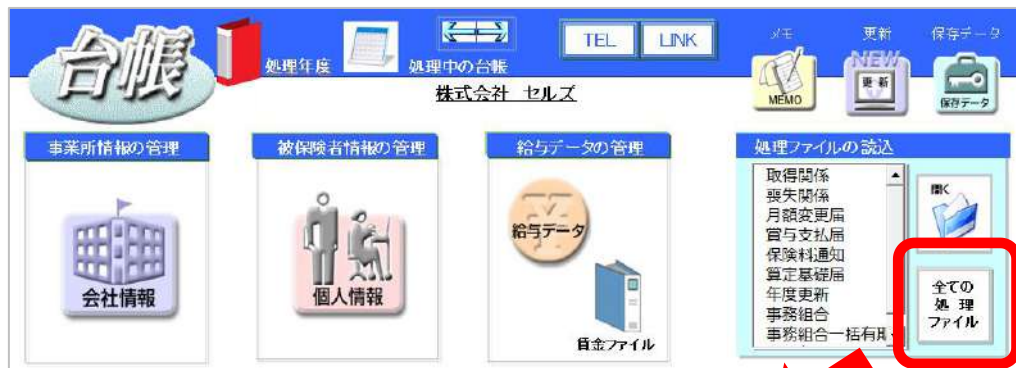 台帳
処理年度
処理中の台帳
TEL
LINK
メモ
更新
保存データ
MEMO
NEW
更新
保存データ
株式会社 セルズ
事業所情報の管理
会社情報
被保険者情報の管理
個人情報
給与データの管理
給与データ
賃金ファイル
処理ファイルの読込
取得関係
喪失関係
月額変更届
賞与支払届
保険料通知
算定基礎届
年度更新
事務組合
事務組合一括有期
開く
全ての
処 理
ファイル